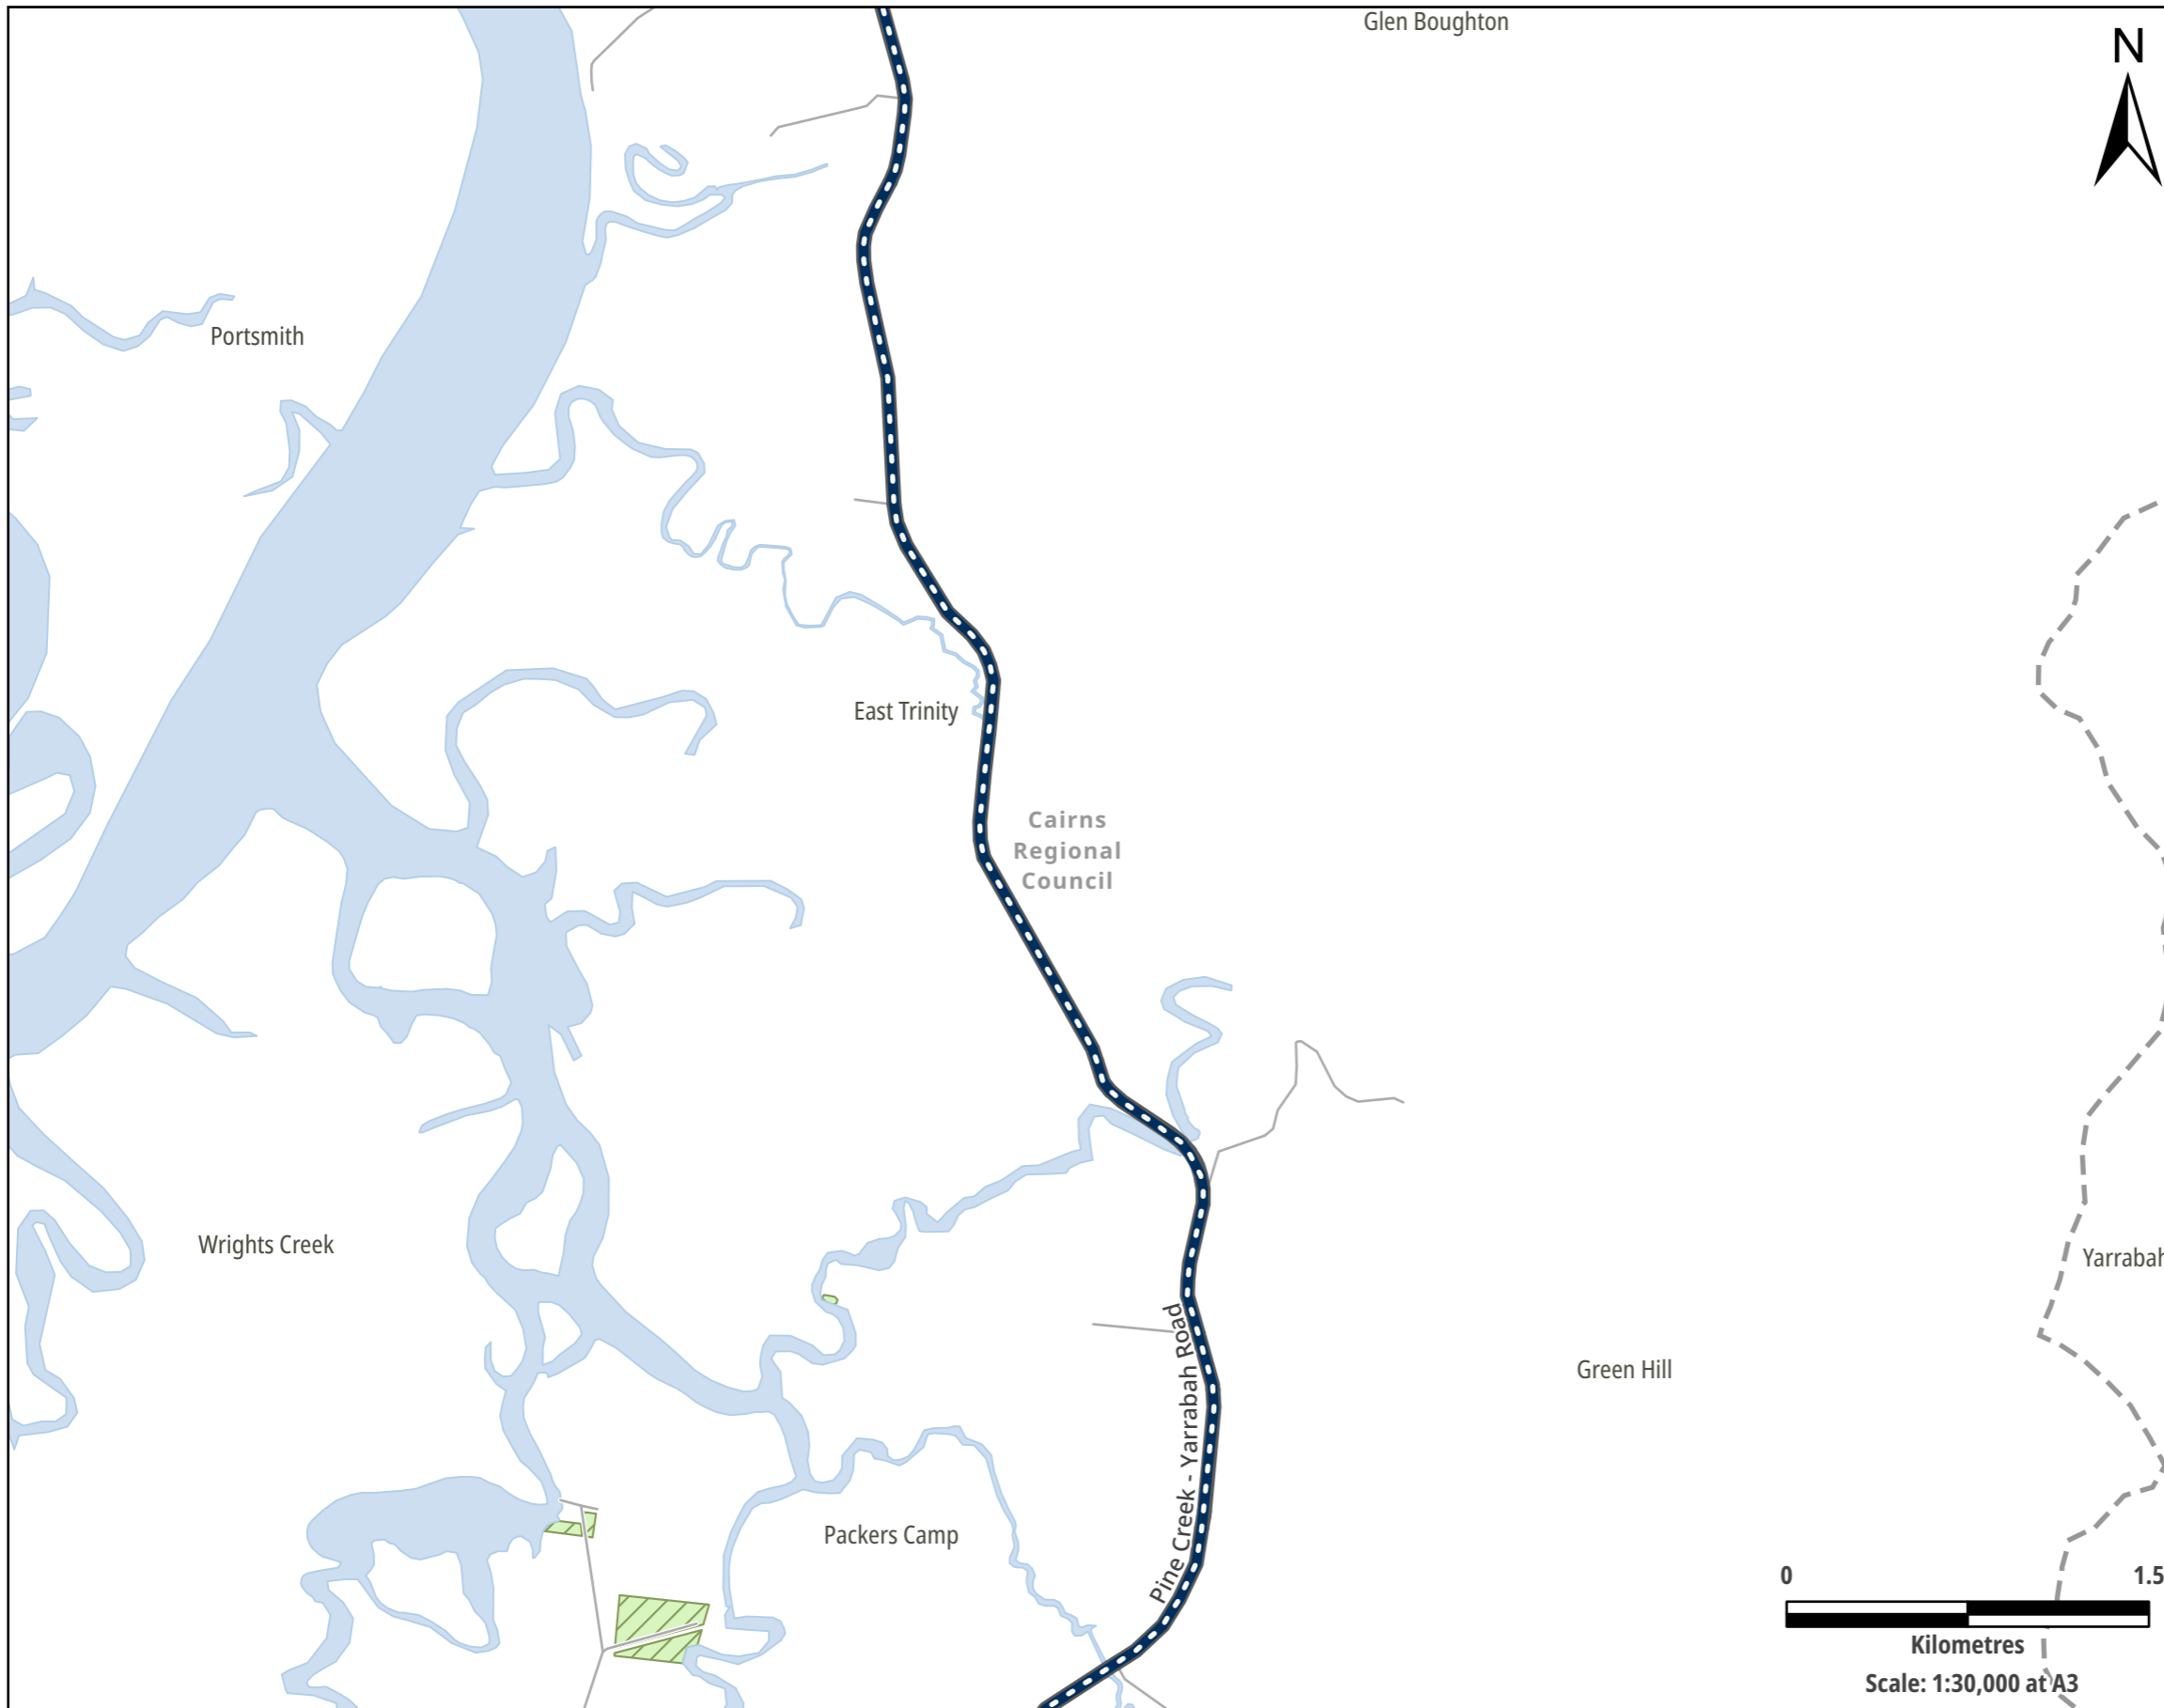 Glen Boughton
N
Portsmith
East Trinity
Cairns
Regional
Council
Wrights Creek
Yarrabah
Pine Creek - Yarrabah Road
Green Hill
Packers Camp
0
1.5
Kilometres
Scale: 1:30,000 at A3